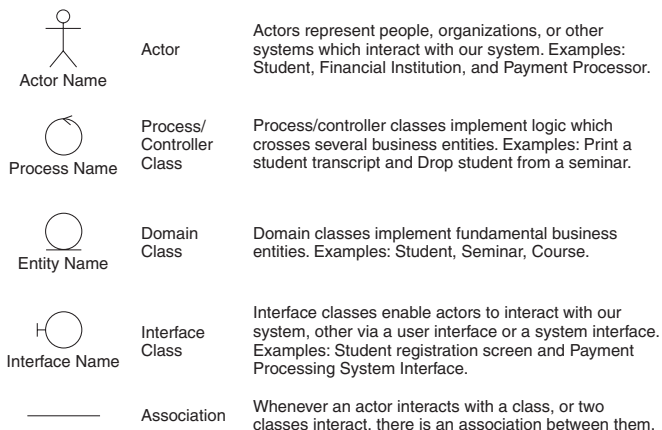 Actor Name
Actor
Actors represent people, organizations, or other
systems which interact with our system. Examples:
Student, Financial Institution, and Payment Processor.
Process Name
Process/
Controller
Class
Process/controller classes implement logic which
crosses several business entities. Examples: Print a
student transcript and Drop student from a seminar.
Entity Name
Domain
Class
Domain classes implement fundamental business
entities. Examples: Student, Seminar, Course.
Interface Name
Interface
Class
Interface classes enable actors to interact with our
system, other via a user interface or a system interface.
Examples: Student registration screen and Payment
Processing System Interface.
Association
Whenever an actor interacts with a class, or two
classes interact, there is an association between them.